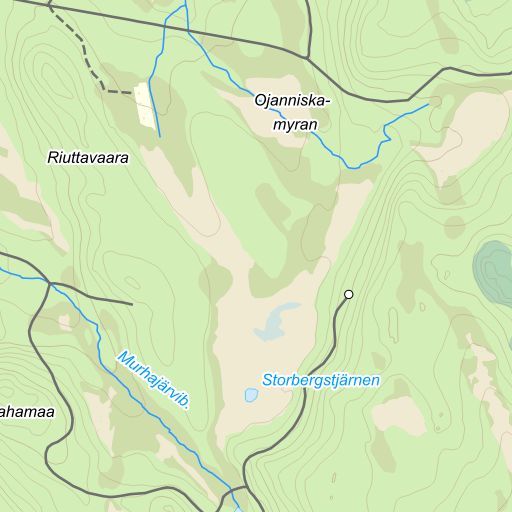 Ojanniska-
myran
Riuttavaara
Murhajärvib.
Storbergstjärnen
ahamaa